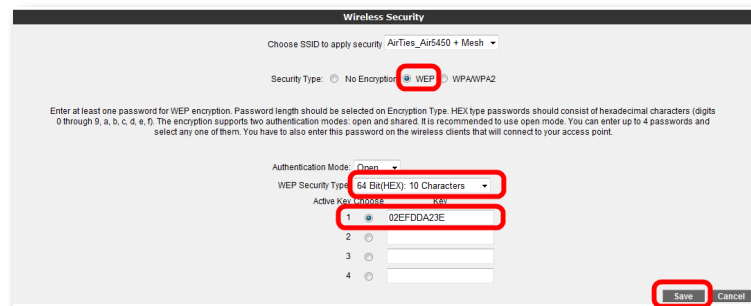 Wireless Security
Choose SSID to apply security AirTies_Air5450 + Mesh
Security Type: No Encryption WEP WPA/WPA2
Enter at least one password for WEP encryption. Password length should be selected on Encryption Type. HEX type passwords should consist of hexadecimal characters (digits
0 through 9, a, b, c, d, e, f). The encryption supports two authentication modes: open and shared. It is recommended to use open mode. You can enter up to 4 passwords and
select any one of them. You have to also enter this password on the wireless clients that will connect to your access point.
Authentication Mode: Open
WEP Security Type: 64 Bit(HEX): 10 Characters
Active Key Choose Key
1 02EFDDA23E
2
3
4
Save Cancel